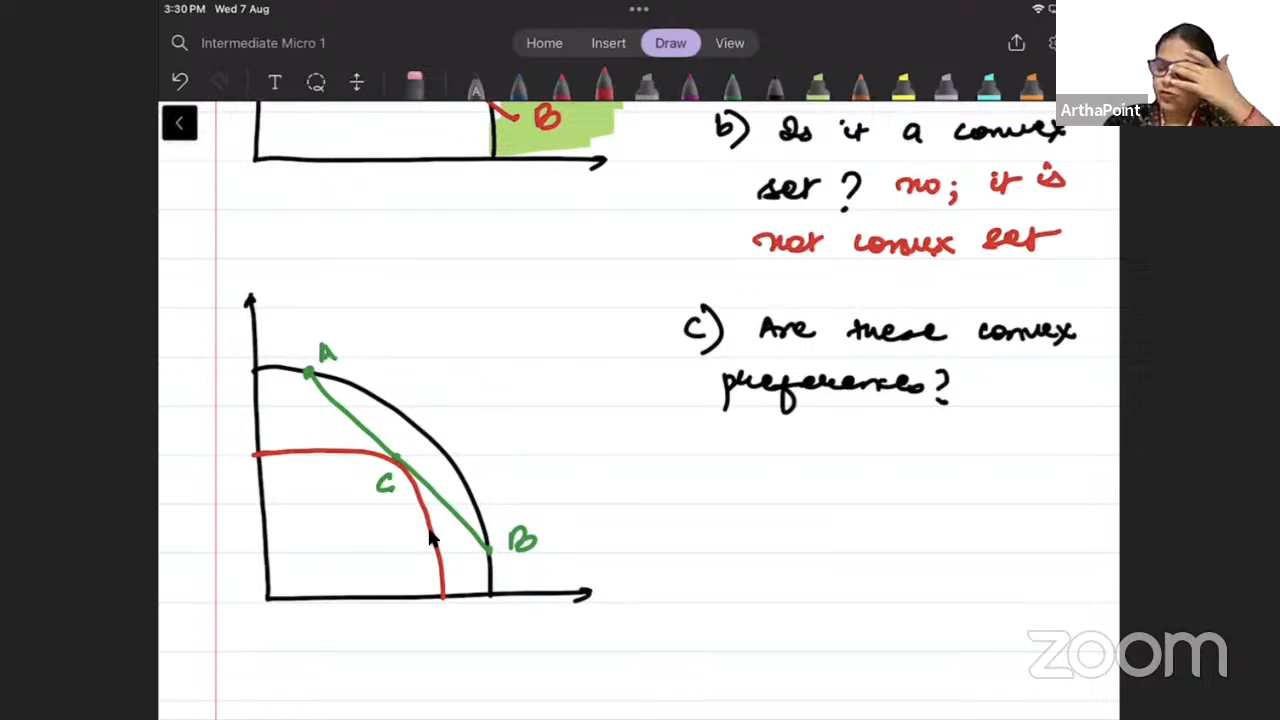 3:30 PM Wed 7 Aug
Intermediate Micro 1
Home Insert Draw View
T
A
ArthaPoint
B
b) Is it a convex
set? no; it is
not convex set
c) Are these convex
preferences?
A
C
B
zoom